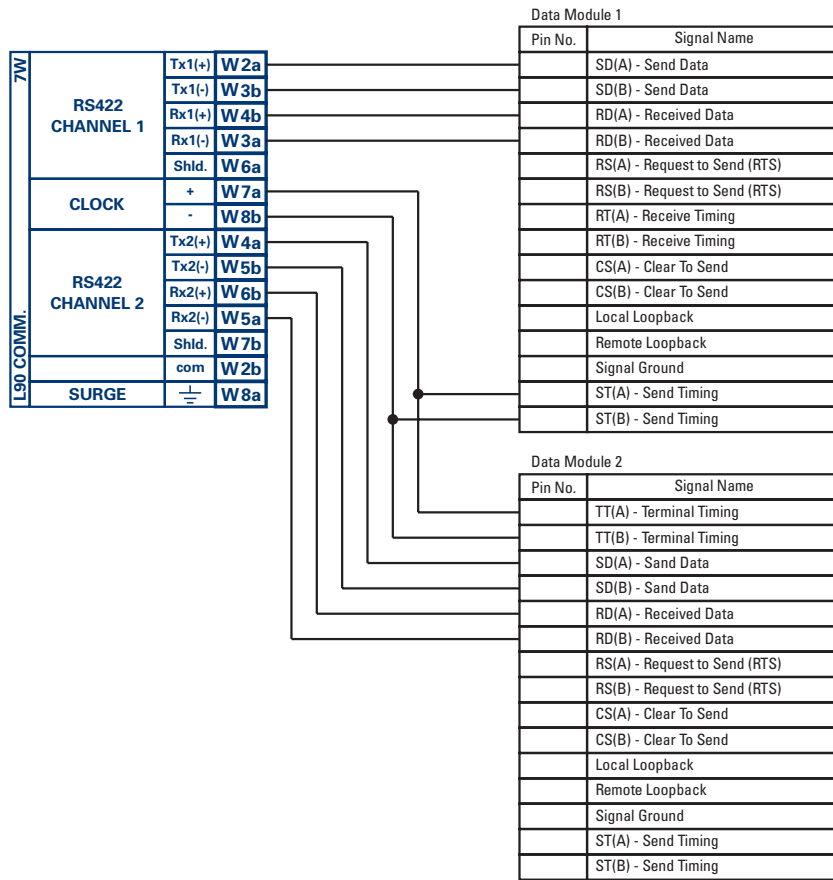 Data Module 1
Pin No. Signal Name
7W
L90 COMM.
RS422
CHANNEL 1
Tx1(+) W2a
Tx1(-) W3b
Rx1(+) W4b
Rx1(-) W3a
Shld. W6a
CLOCK
+ W7a
- W8b
RS422
CHANNEL 2
Tx2(+) W4a
Tx2(-) W5b
Rx2(+) W6b
Rx2(-) W5a
Shld. W7b
com W2b
SURGE W8a
SD(A) - Send Data
SD(B) - Send Data
RD(A) - Received Data
RD(B) - Received Data
RS(A) - Request to Send (RTS)
RS(B) - Request to Send (RTS)
RT(A) - Receive Timing
RT(B) - Receive Timing
CS(A) - Clear To Send
CS(B) - Clear To Send
Local Loopback
Remote Loopback
Signal Ground
ST(A) - Send Timing
ST(B) - Send Timing
Data Module 2
Pin No. Signal Name
TT(A) - Terminal Timing
TT(B) - Terminal Timing
SD(A) - Sand Data
SD(B) - Sand Data
RD(A) - Received Data
RD(B) - Received Data
RS(A) - Request to Send (RTS)
RS(B) - Request to Send (RTS)
CS(A) - Clear To Send
CS(B) - Clear To Send
Local Loopback
Remote Loopback
Signal Ground
ST(A) - Send Timing
ST(B) - Send Timing